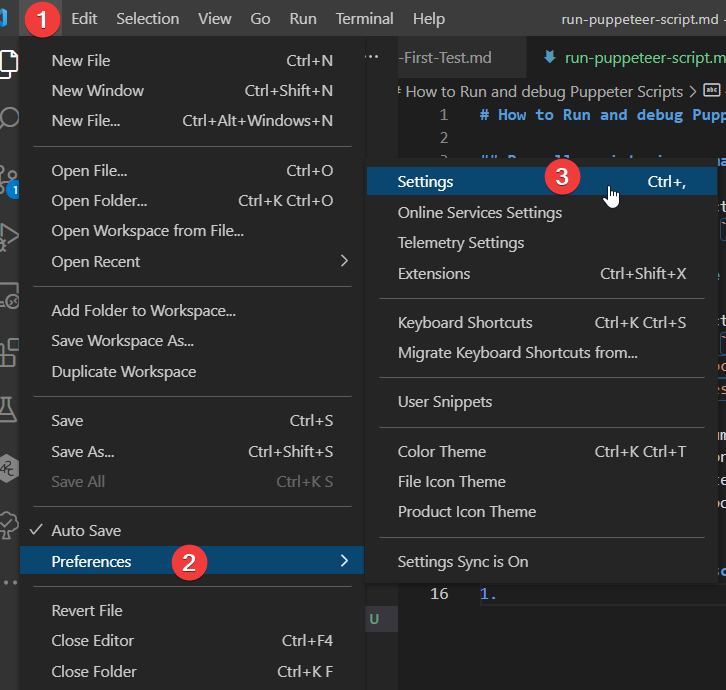 1 Edit Selection View Go Run Terminal Help run-puppeteer-script.md -
New File Ctrl+N
New Window Ctrl+Shift+N
New File... Ctrl+Alt+Windows+N
Open File... Ctrl+O
Open Folder... Ctrl+K Ctrl+O
Open Workspace from File...
Open Recent
Add Folder to Workspace...
Save Workspace As...
Duplicate Workspace
Save Ctrl+S
Save As... Ctrl+Shift+S
Save All Ctrl+K S
Auto Save
Preferences 2
Revert File
Close Editor Ctrl+F4
Close Folder Ctrl+K F
-First-Test.md run-puppeteer-script.m
How to Run and debug Puppeter Scripts
1 # How to Run and debug Pupp
2
Settings 3 Ctrl+,
Online Services Settings
Telemetry Settings
Extensions Ctrl+Shift+X
Keyboard Shortcuts Ctrl+K Ctrl+S
Migrate Keyboard Shortcuts from...
User Snippets
Color Theme Ctrl+K Ctrl+T
File Icon Theme
Product Icon Theme
Settings Sync is On
16 1.
U